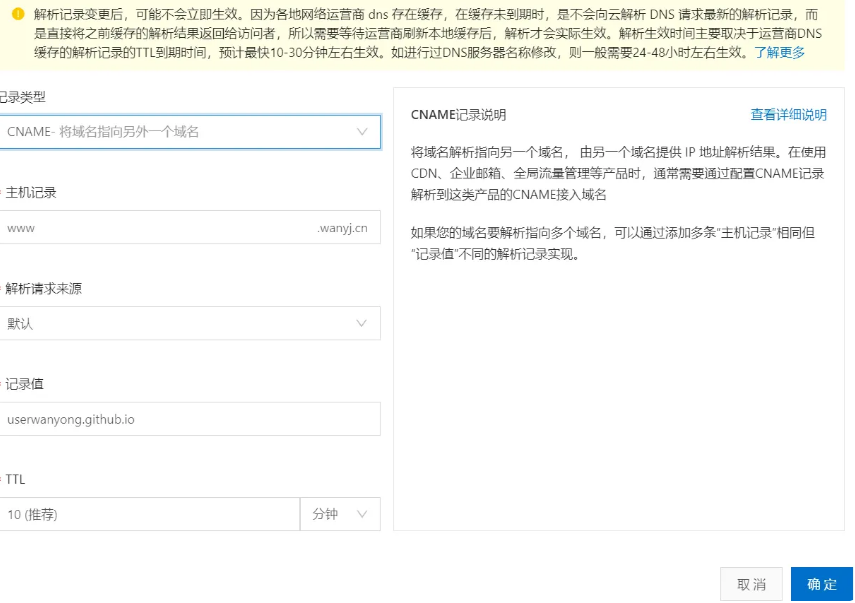 解析记录变更后，可能不会立即生效。因为各地网络运营商 dns 存在缓存，在缓存未到期时，是不会向云解析 DNS 请求最新的解析记录，而
是直接将之前缓存的解析结果返回给访问者，所以需要等待运营商刷新本地缓存后，解析才会实际生效。解析生效时间主要取决于运营商DNS
缓存的解析记录的TTL到期时间，预计最快10-30分钟左右生效。如进行过DNS服务器名称修改，则一般需要24-48小时左右生效。了解更多
记录类型
CNAME- 将域名指向另外一个域名
* 主机记录
www .wanyj.cn
* 解析请求来源
默认
* 记录值
userwanyong.github.io
* TTL
10 (推荐) 分钟
CNAME记录说明 查看详细说明
将域名解析指向另一个域名， 由另一个域名提供 IP 地址解析结果。在使用
CDN、企业邮箱、全局流量管理等产品时，通常需要通过配置CNAME记录
解析到这类产品的CNAME接入域名
如果您的域名要解析指向多个域名，可以通过添加多条“主机记录”相同但
“记录值”不同的解析记录实现。
取消 确定